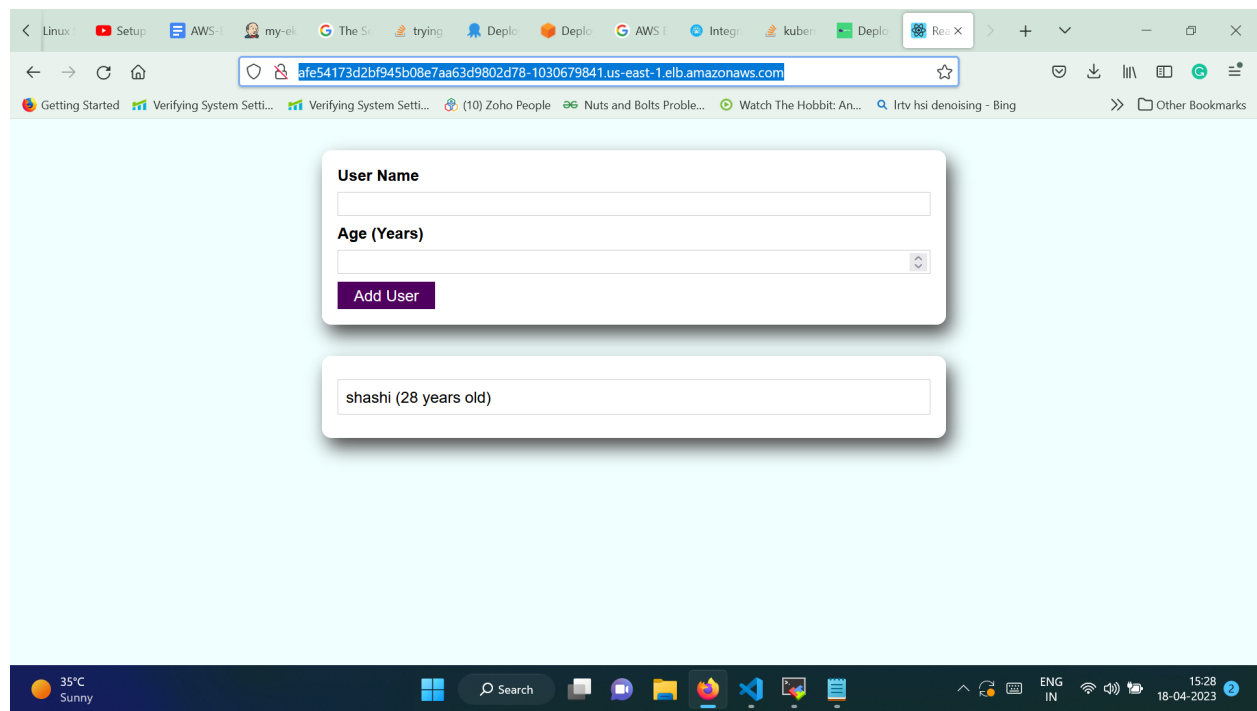 Linux
Setup
AWS-
my-ek
The S
trying
Deplo
Deplo
AWS
Integr
kuber
Deplo
Rea
afe54173d2bf945b08e7aa63d9802d78-1030679841.us-east-1.elb.amazonaws.com
Getting Started
Verifying System Setti...
Verifying System Setti...
(10) Zoho People
Nuts and Bolts Proble...
Watch The Hobbit: An...
lrtv hsi denoising - Bing
Other Bookmarks
User Name
Age (Years)
Add User
shashi (28 years old)
35°C
Sunny
Search
ENG
IN
15:28
18-04-2023
2